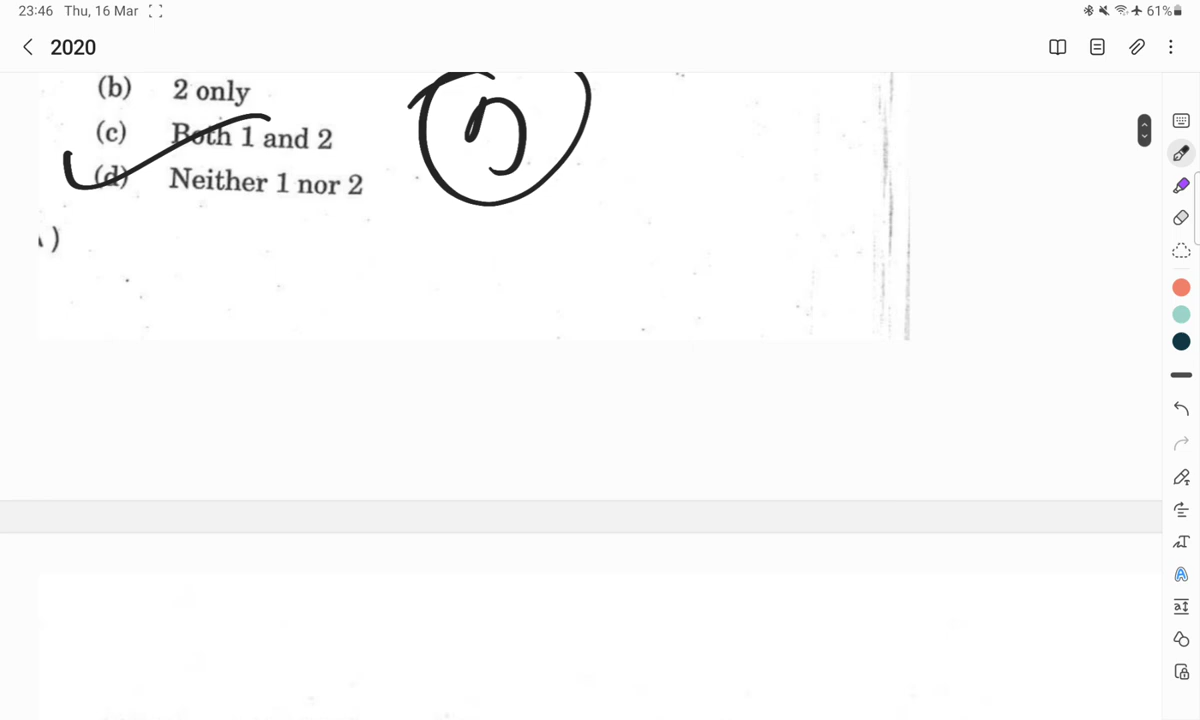 23:46 Thu, 16 Mar
61%
2020
(b) 2 only
(c) Both 1 and 2
(d) Neither 1 nor 2